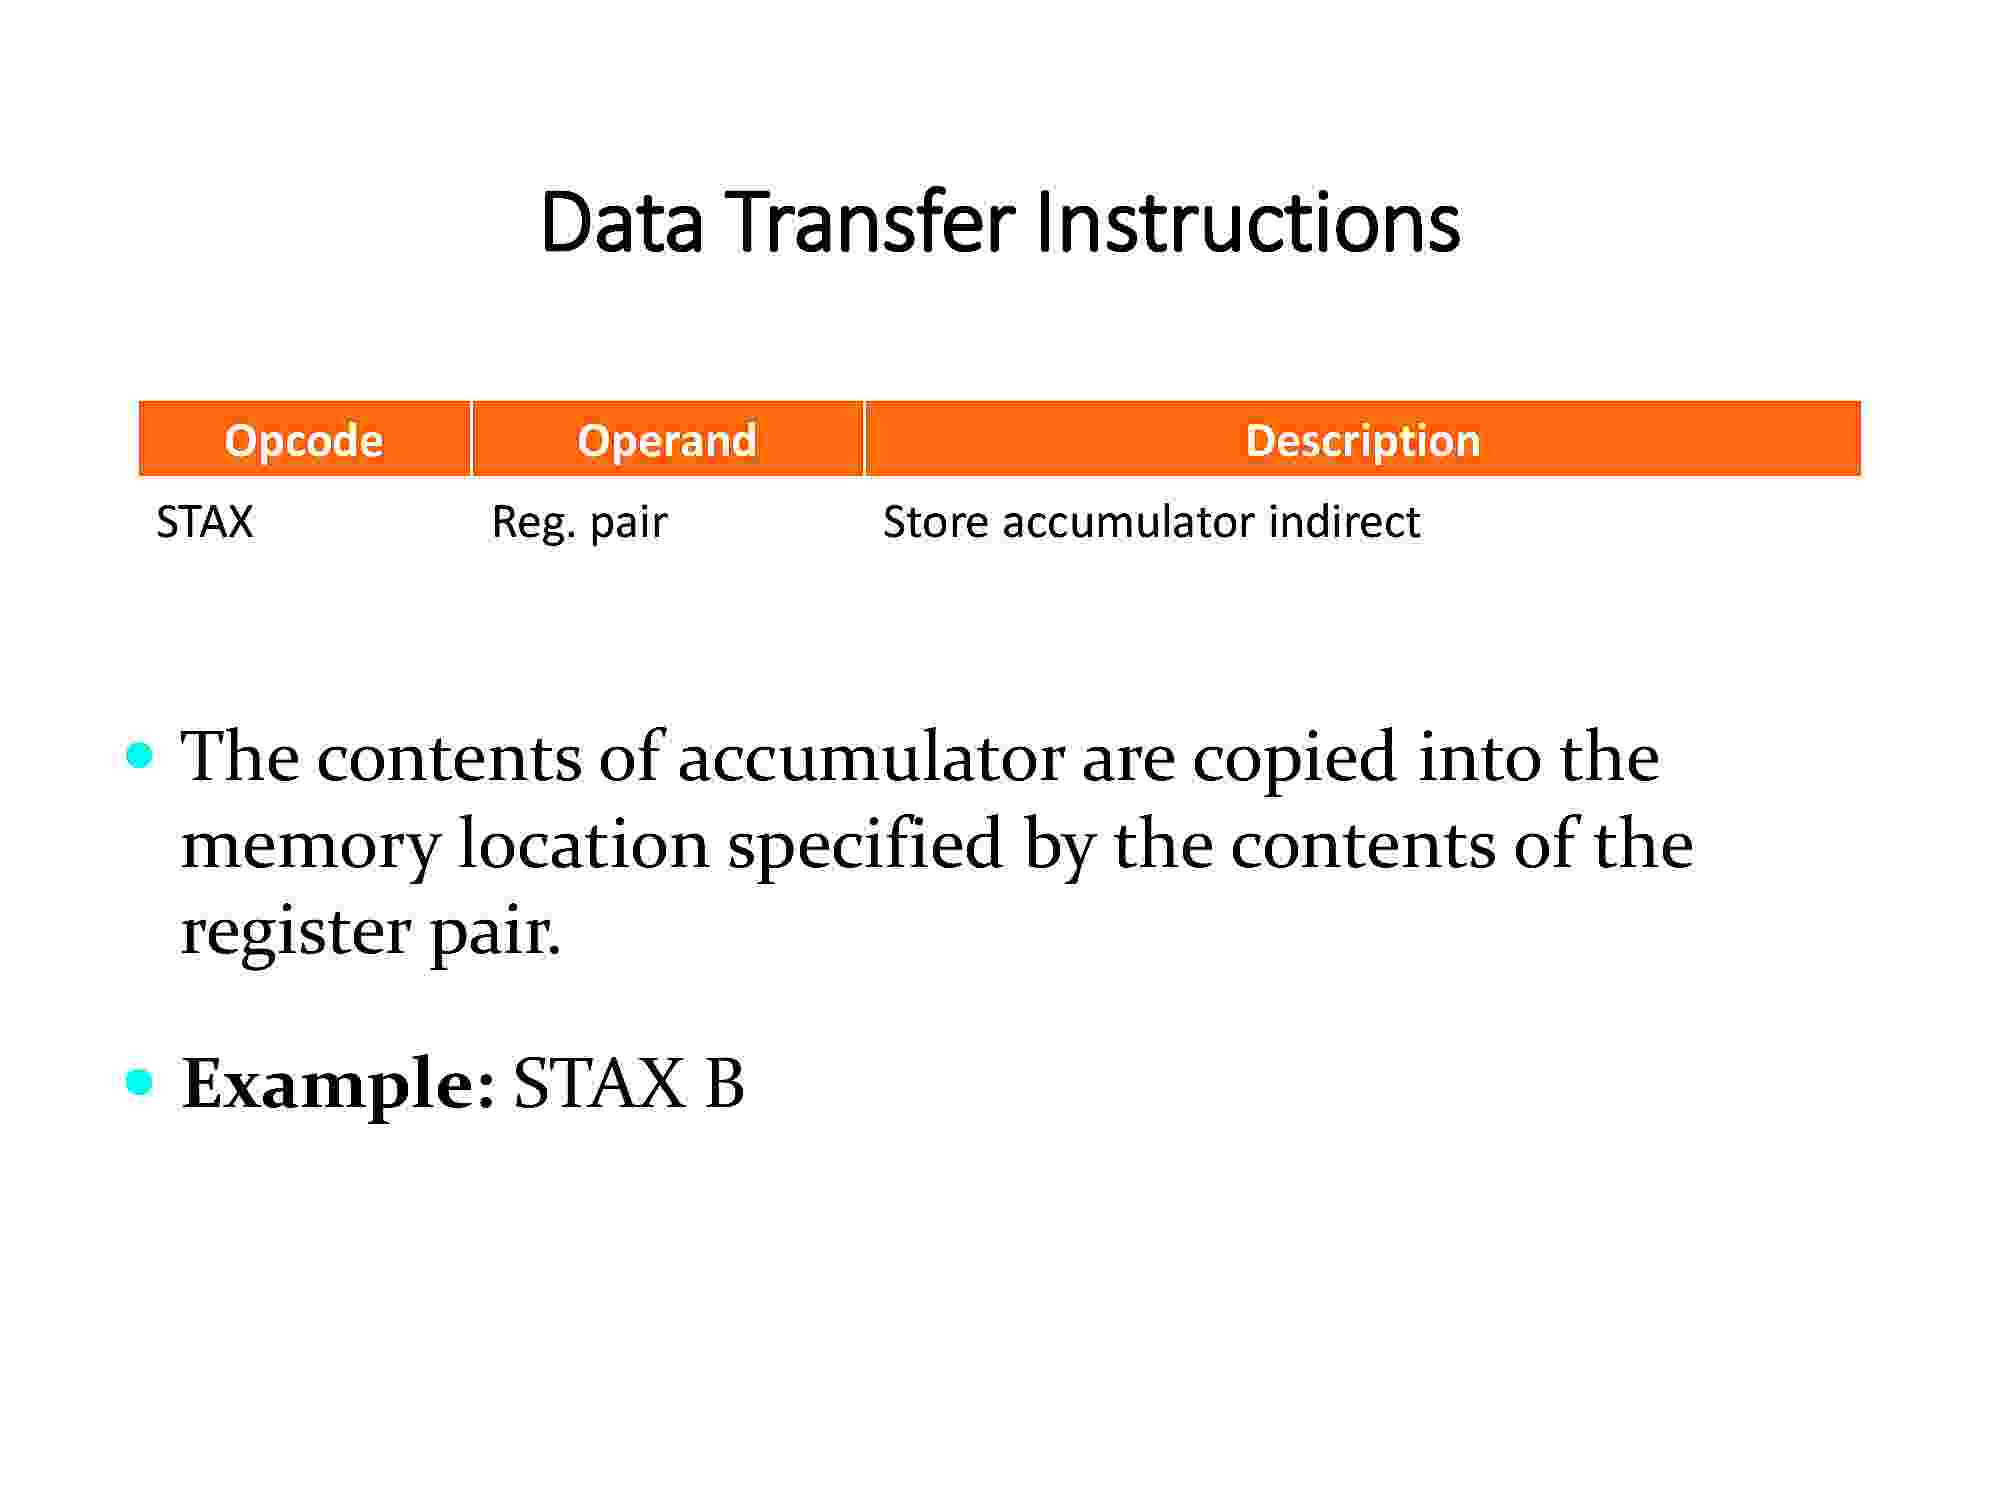 Data Transfer Instructions
Opcode Operand Description
STAX Reg. pair Store accumulator indirect
• The contents of accumulator are copied into the
memory location specified by the contents of the
register pair.
• Example: STAX B